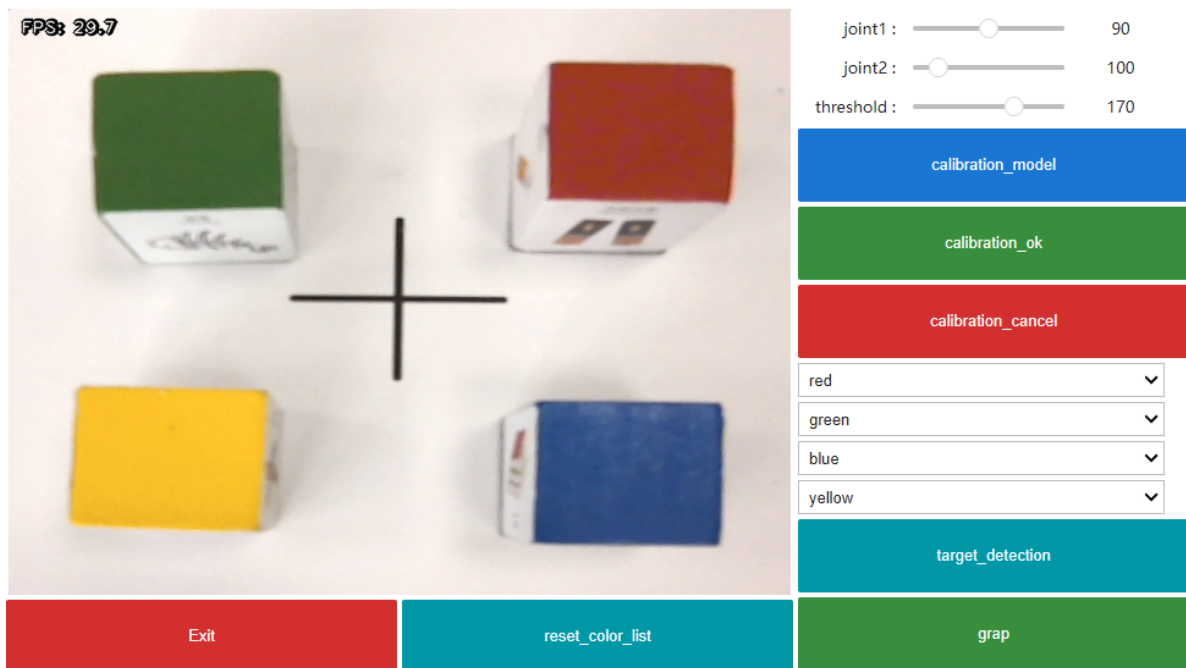 FPS: 29.7
joint1 : 90
joint2 : 100
threshold : 170
calibration_model
calibration_ok
calibration_cancel
red
green
blue
yellow
target_detection
Exit
reset_color_list
grap